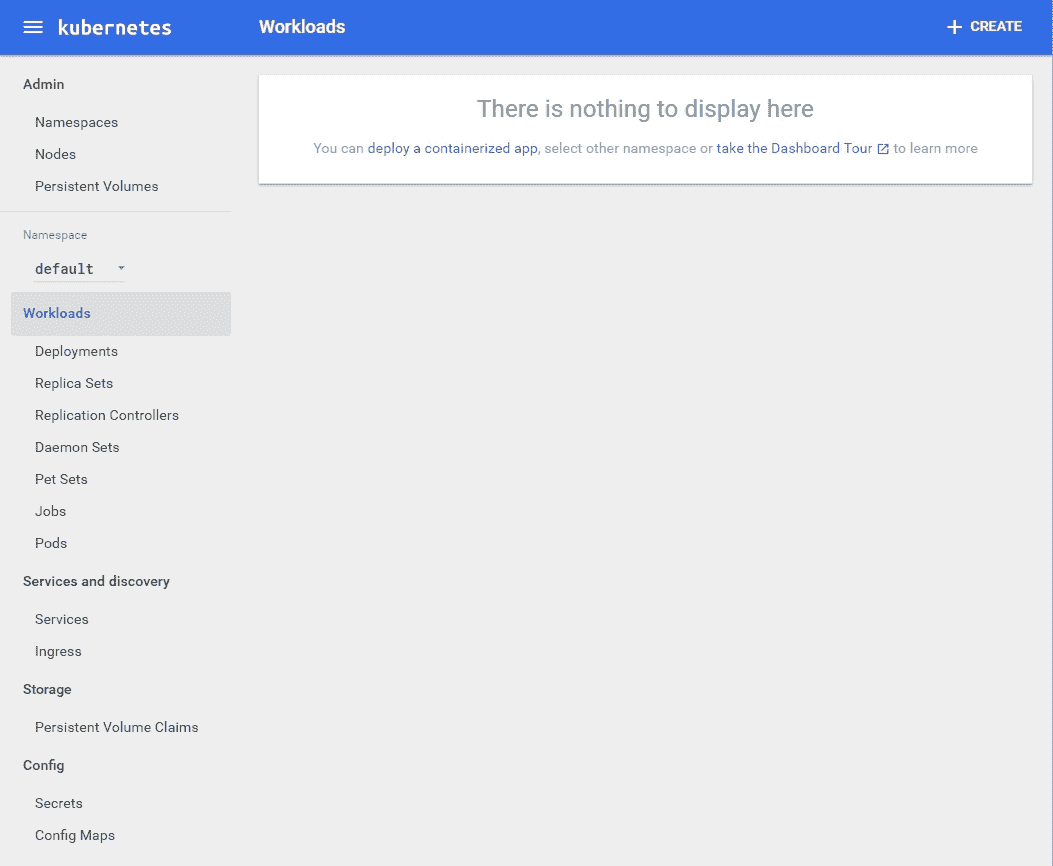 kubernetes
Workloads
CREATE
Admin
Namespaces
Nodes
Persistent Volumes
Namespace
default
Workloads
Deployments
Replica Sets
Replication Controllers
Daemon Sets
Pet Sets
Jobs
Pods
Services and discovery
Services
Ingress
Storage
Persistent Volume Claims
Config
Secrets
Config Maps
There is nothing to display here
You can deploy a containerized app, select other namespace or take the Dashboard Tour to learn more